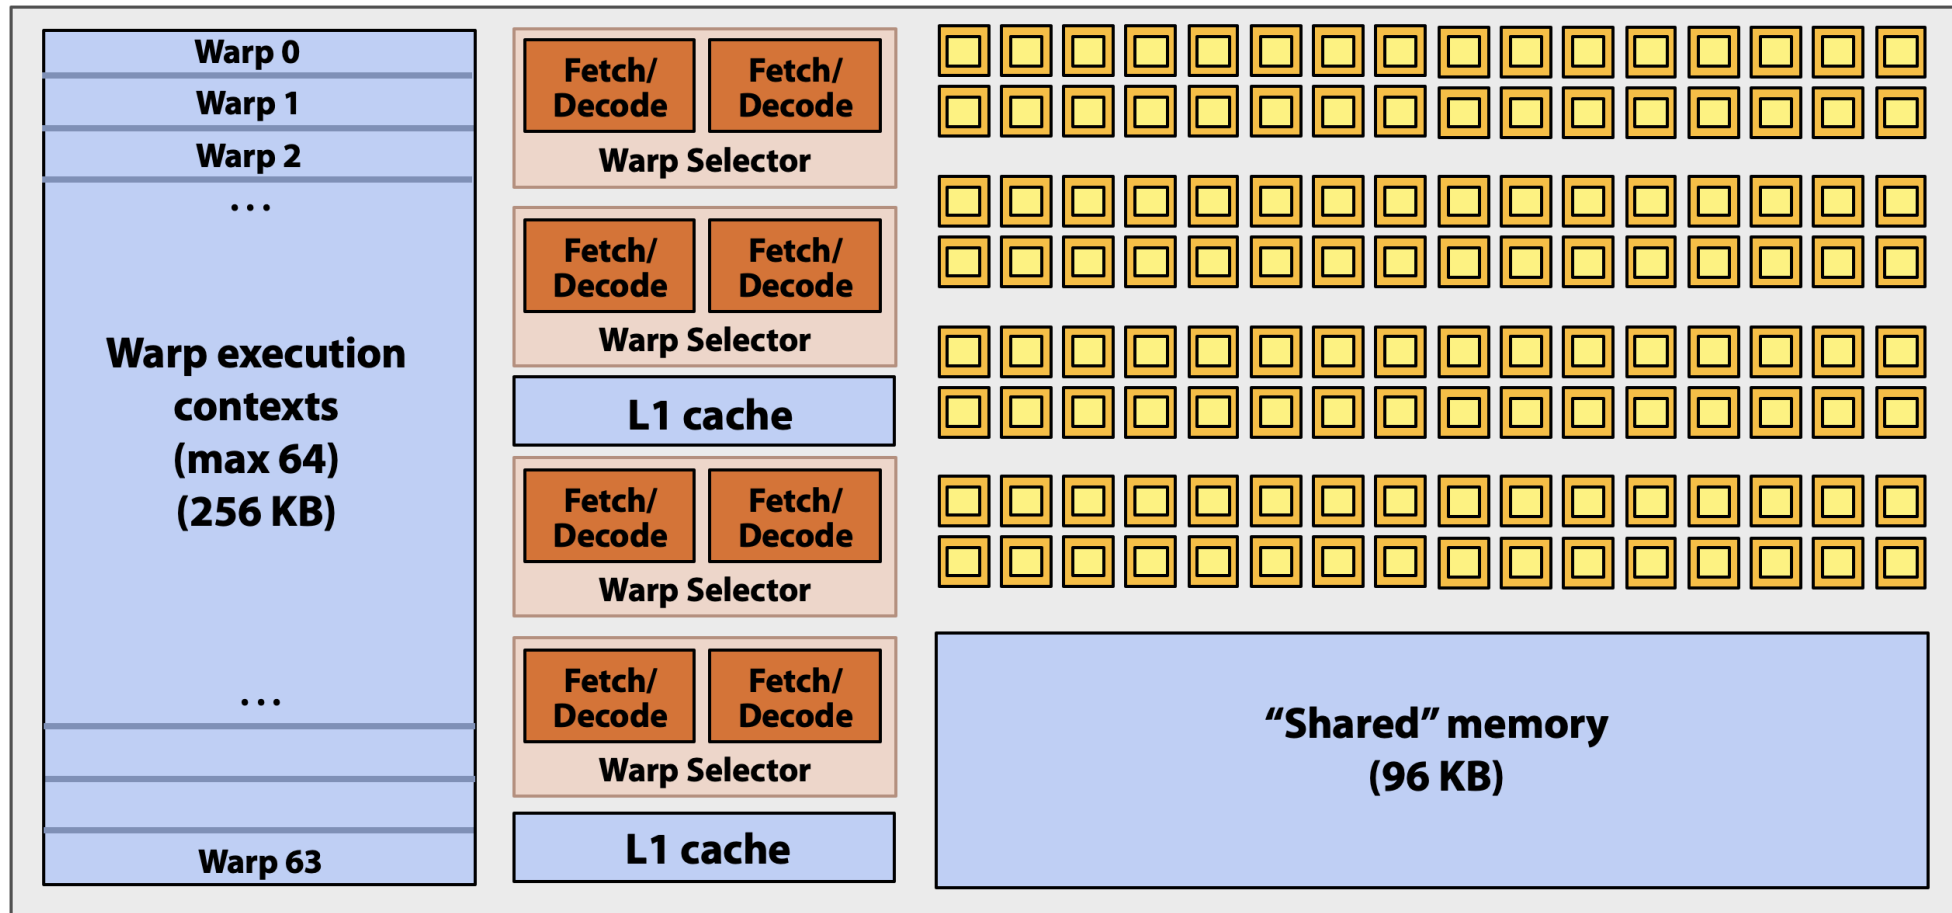 Warp 0
Warp 1
Warp 2
...
Warp execution
contexts
(max 64)
(256 KB)
...
Warp 63
Fetch/
Decode
Fetch/
Decode
Warp Selector
Fetch/
Decode
Fetch/
Decode
Warp Selector
L1 cache
Fetch/
Decode
Fetch/
Decode
Warp Selector
Fetch/
Decode
Fetch/
Decode
Warp Selector
L1 cache
“Shared” memory
(96 KB)